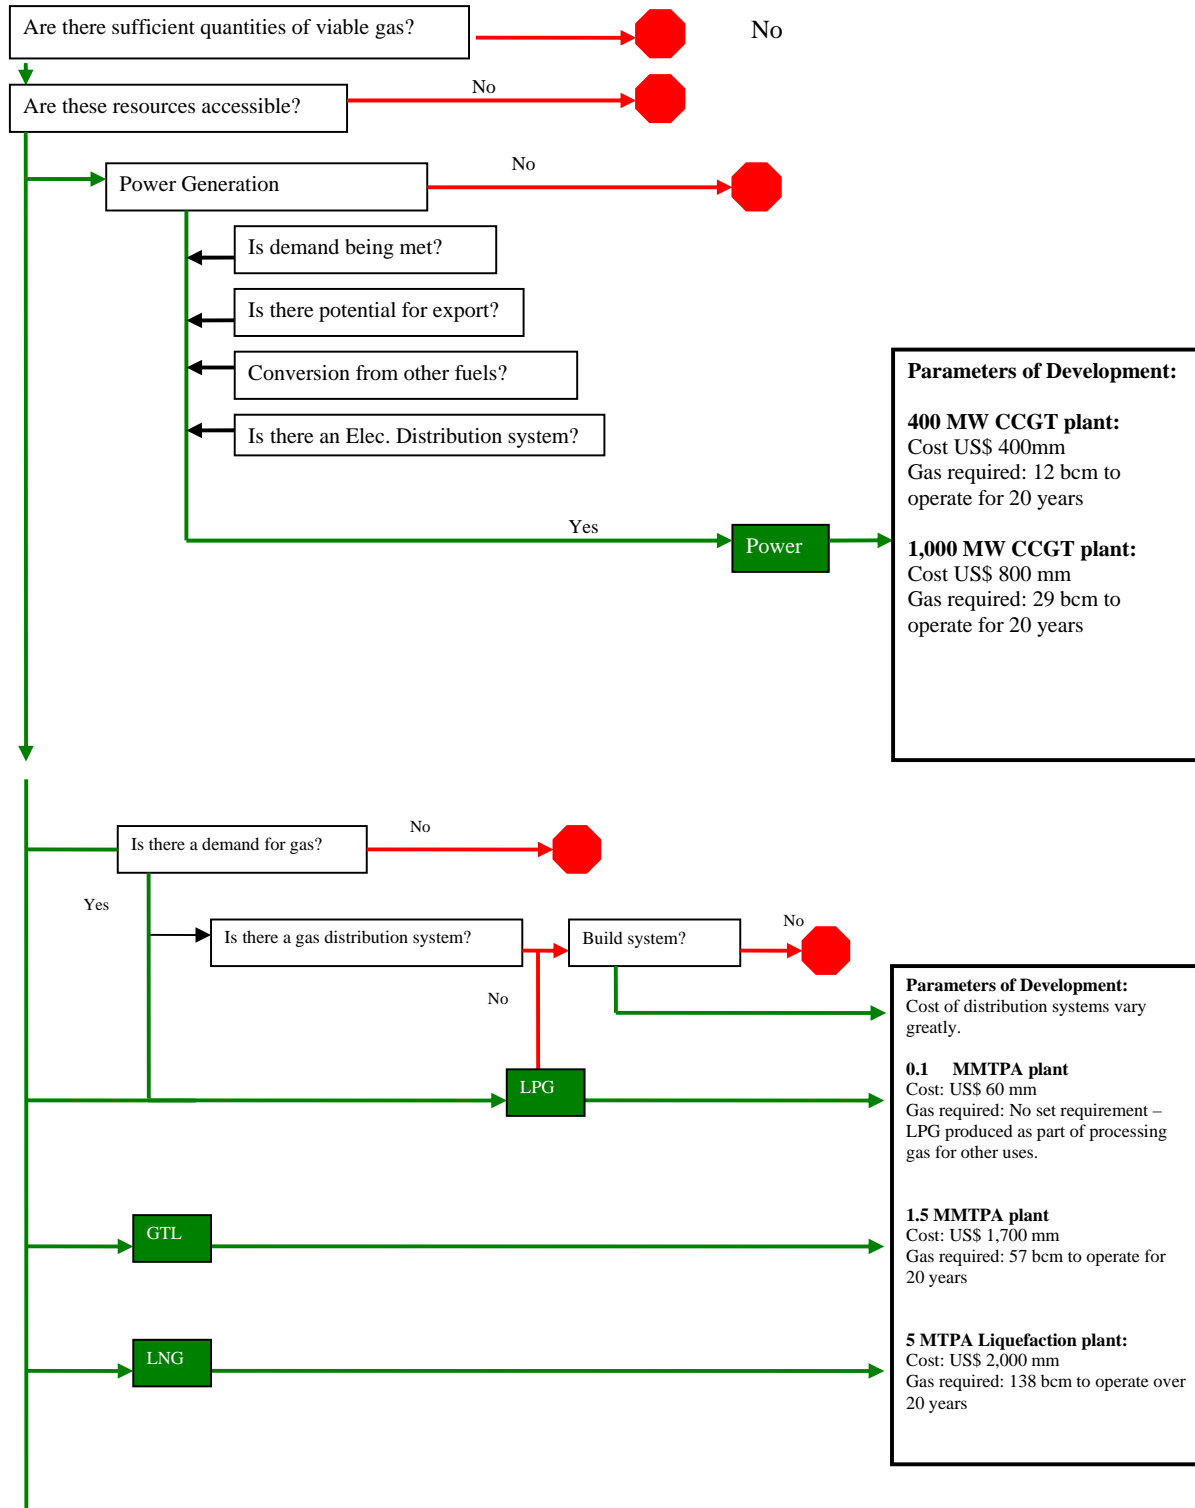 Are there sufficient quantities of viable gas?
No
Are these resources accessible?
No
Power Generation
No
Is demand being met?
Is there potential for export?
Conversion from other fuels?
Is there an Elec. Distribution system?
Yes
Power
Parameters of Development:
400 MW CCGT plant:
Cost US$ 400mm
Gas required: 12 bcm to
operate for 20 years
1,000 MW CCGT plant:
Cost US$ 800 mm
Gas required: 29 bcm to
operate for 20 years
Is there a demand for gas?
No
Yes
Is there a gas distribution system?
No
Build system?
No
LPG
GTL
LNG
Parameters of Development:
Cost of distribution systems vary
greatly.
0.1 MMTPA plant
Cost: US$ 60 mm
Gas required: No set requirement –
LPG produced as part of processing
gas for other uses.
1.5 MMTPA plant
Cost: US$ 1,700 mm
Gas required: 57 bcm to operate for
20 years
5 MTPA Liquefaction plant:
Cost: US$ 2,000 mm
Gas required: 138 bcm to operate over
20 years